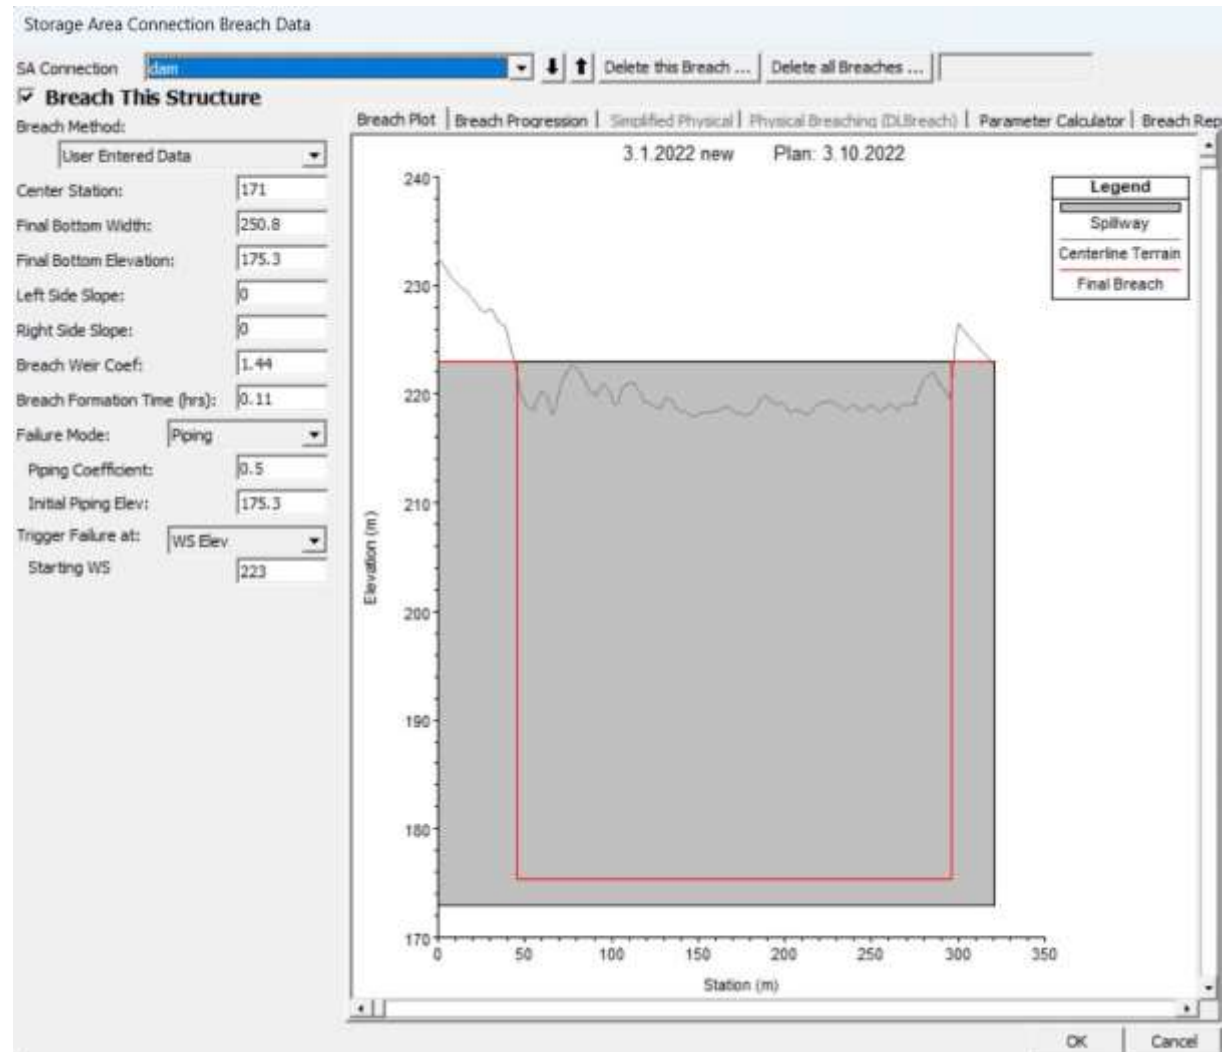 Storage Area Connection Breach Data
SA Connection dam Delete this Breach ... Delete all Breaches ...
Breach This Structure
Breach Method:
User Entered Data
Center Station: 171
Final Bottom Width: 250.8
Final Bottom Elevation: 175.3
Left Side Slope: 0
Right Side Slope: 0
Breach Weir Coef: 1.44
Breach Formation Time (hrs): 0.11
Failure Mode: Piping
Piping Coefficient: 0.5
Initial Piping Elev: 175.3
Trigger Failure at: WS Elev
Starting WS 223
Breach Plot Breach Progression Simplified Physical Physical Breaching (DLBreach) Parameter Calculator Breach Rep
3.1.2022 new Plan: 3.10.2022
Legend
Spillway
Centerline Terrain
Final Breach
240
230
220
210
200
190
180
170
Elevation (m)
0 50 100 150 200 250 300 350
Station (m)
OK Cancel